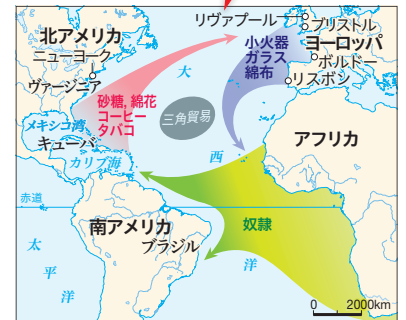 リヴァプール
ブリストル
北アメリカ
小火器
ガラス
綿布
ヨーロッパ
ニューヨーク
ボルドー
大
リスボン
ヴァージニア
砂糖, 綿花
コーヒー
タバコ
三角貿易
メキシコ湾
キューバ
アフリカ
カリブ海
西
赤道
南アメリカ
奴隷
ブラジル
太
平
洋
洋
0 2000km